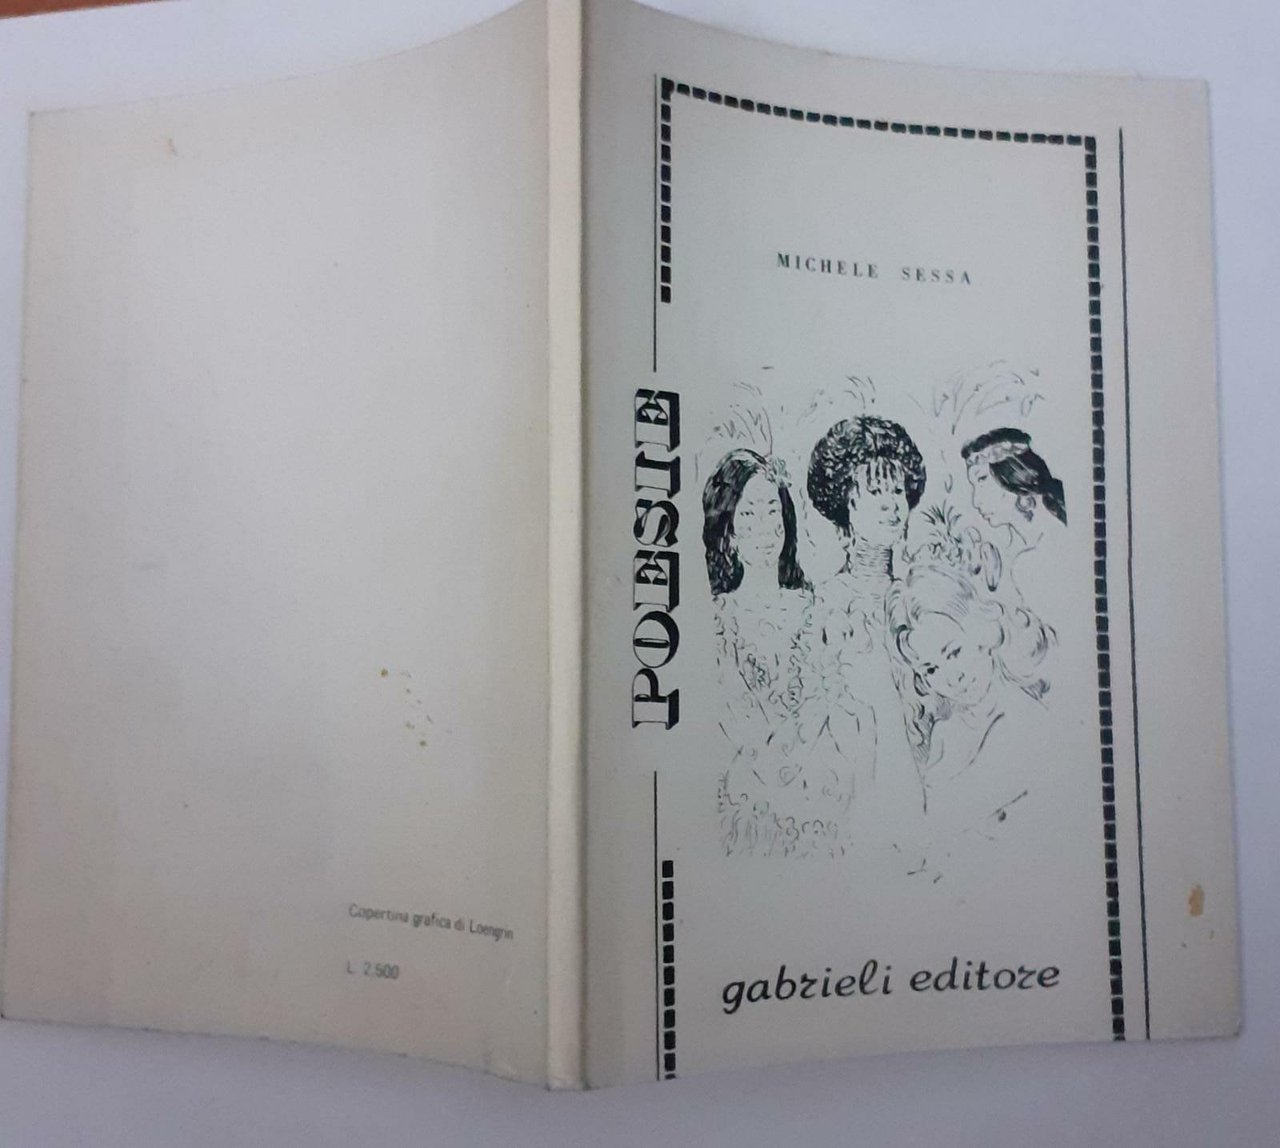 MICHELE SESSA
POESIE
gabrieli editore
Copertina grafica di Loengrin
L. 2.500